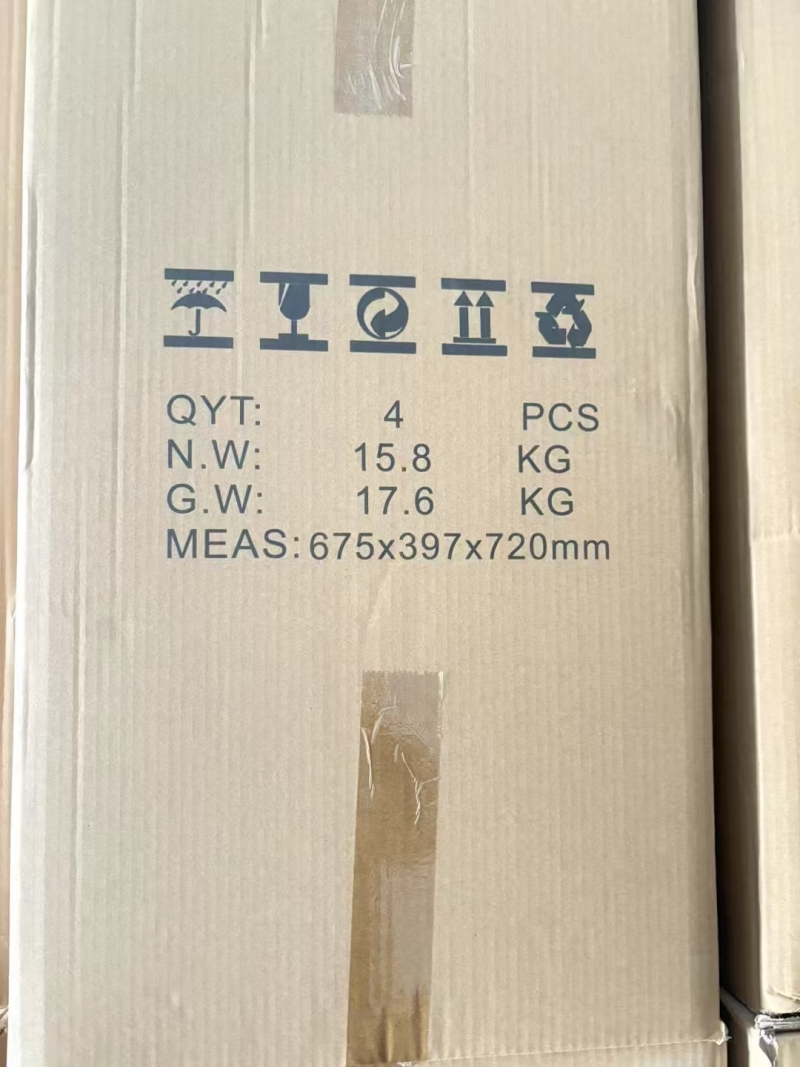 QYT: 4 PCS
N.W: 15.8 KG
G.W: 17.6 KG
MEAS: 675x397x720mm